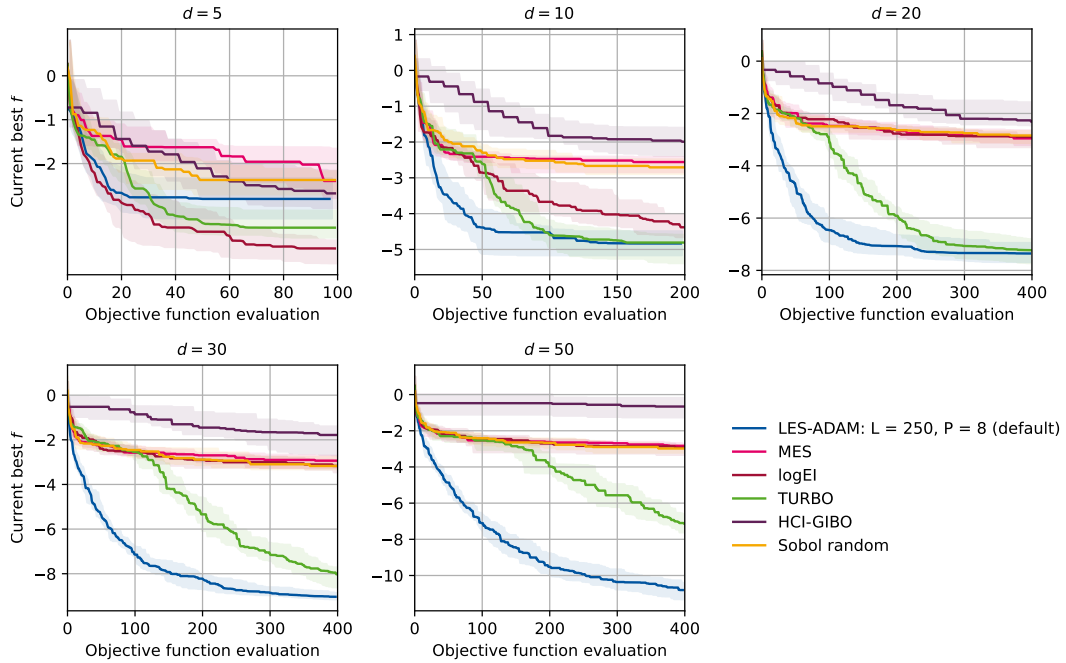 d = 5
d = 10
d = 20
Current best f
0
−1
−2
0 20 40 60 80 100
Objective function evaluation
1
0
−1
−2
−3
−4
−5
0 50 100 150 200
Objective function evaluation
0
−2
−4
−6
−8
0 100 200 300 400
Objective function evaluation
d = 30
d = 50
Current best f
0
−2
−4
−6
−8
0 100 200 300 400
Objective function evaluation
0
−2
−4
−6
−8
−10
0 100 200 300 400
Objective function evaluation
LES-ADAM: L = 250, P = 8 (default)
MES
logEI
TURBO
HCI-GIBO
Sobol random